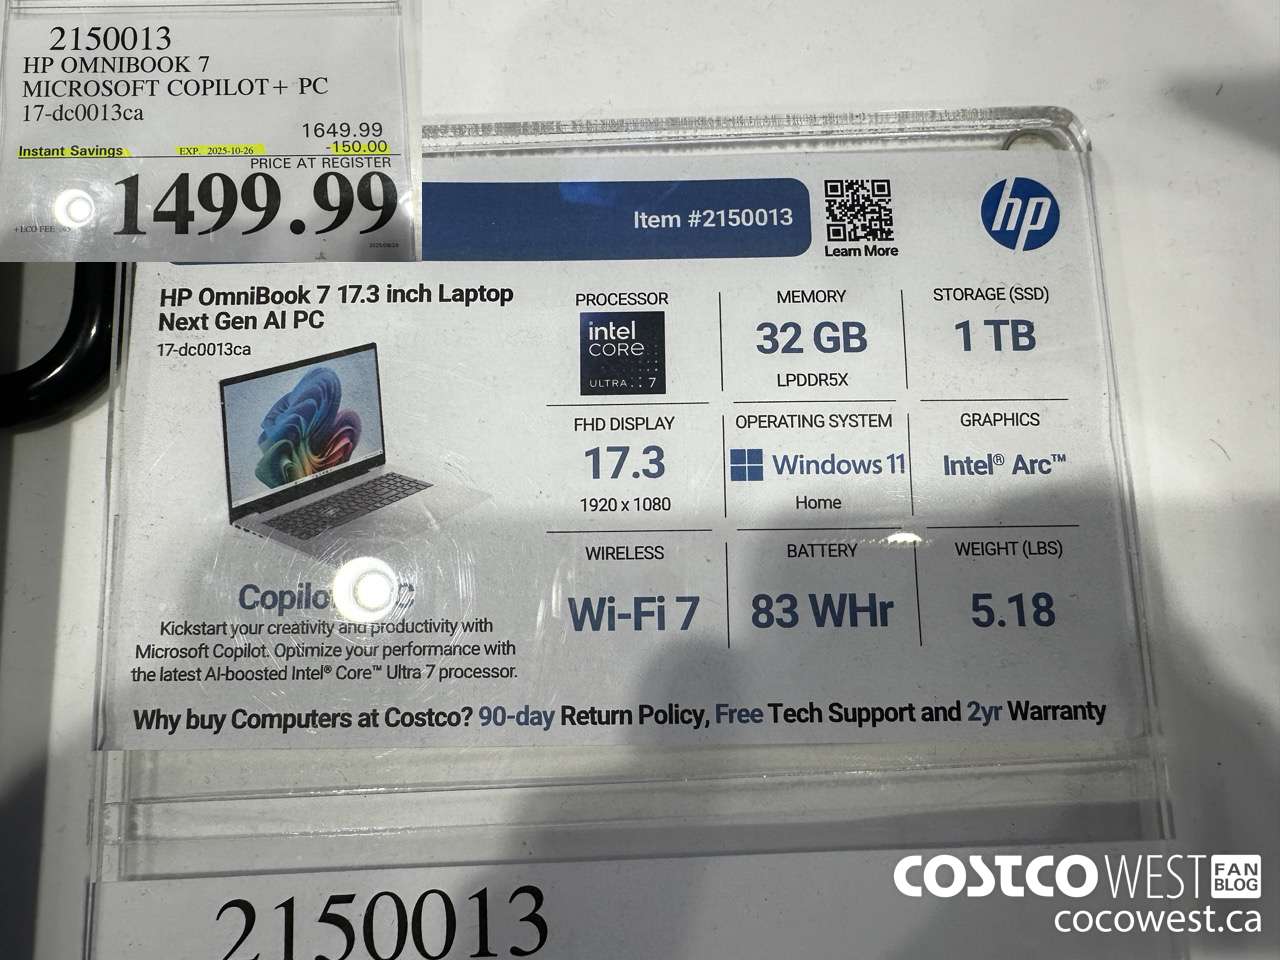 2150013
HP OMNIBOOK 7
MICROSOFT COPILOT+ PC
17-dc0013ca
1649.99
Instant Savings EXP. 2025-10-26 -150.00
PRICE AT REGISTER
1499.99
Item #2150013
Learn More
hp
HP OmniBook 7 17.3 inch Laptop
Next Gen AI PC
17-dc0013ca
PROCESSOR
intel
CORE
ULTRA 7
MEMORY
32 GB
LPDDR5X
STORAGE (SSD)
1 TB
FHD DISPLAY
17.3
1920 x 1080
OPERATING SYSTEM
Windows 11
Home
GRAPHICS
Intel® Arc™
WIRELESS
Wi-Fi 7
BATTERY
83 WHr
WEIGHT (LBS)
5.18
Kickstart your creativity and productivity with
Microsoft Copilot. Optimize your performance with
the latest AI-boosted Intel® Core™ Ultra 7 processor.
Why buy Computers at Costco? 90-day Return Policy, Free Tech Support and 2yr Warranty
2150013
COSTCO WEST FAN BLOG
cocowest.ca